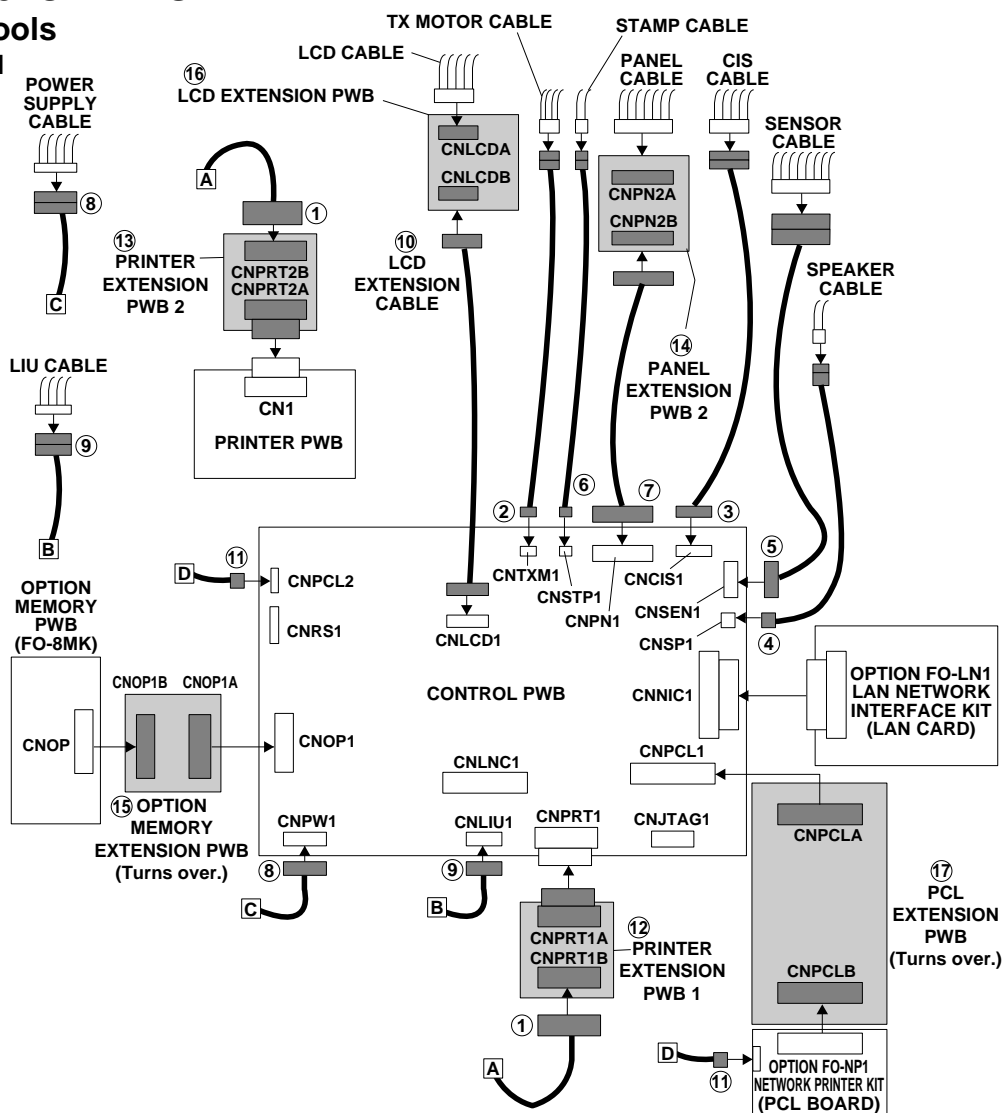 ools
TX MOTOR CABLE
STAMP CABLE
LCD CABLE
PANEL
CABLE
CIS
CABLE
16
LCD EXTENSION PWB
POWER
SUPPLY
CABLE
SENSOR
CABLE
CNLCDA
CNLCDB
A
8
1
CNPN2A
CNPN2B
13
PRINTER
EXTENSION
PWB 2
CNPRT2B
CNPRT2A
10
LCD
EXTENSION
CABLE
SPEAKER
CABLE
C
14
PANEL
EXTENSION
PWB 2
LIU CABLE
CN1
PRINTER PWB
9
6
7
2
3
B
D
11
CNPCL2
CNTXM1
CNSTP1
CNPN1
CNCIS1
5
CNSEN1
OPTION
MEMORY
PWB
(FO-8MK)
CNRS1
CNLCD1
CNSP1
4
CNOP1B
CNOP1A
CONTROL PWB
CNNIC1
OPTION FO-LN1
LAN NETWORK
INTERFACE KIT
(LAN CARD)
CNOP
CNOP1
CNLNC1
CNPCL1
15
OPTION
MEMORY
EXTENSION PWB
(Turns over.)
CNPW1
CNLIU1
CNPRT1
CNJTAG1
CNPCLA
8
9
17
PCL
EXTENSION
PWB
(Turns over.)
C
B
12
PRINTER
EXTENSION
PWB 1
CNPRT1A
CNPRT1B
CNPCLB
1
A
D
11
OPTION FO-NP1
NETWORK PRINTER KIT
(PCL BOARD)